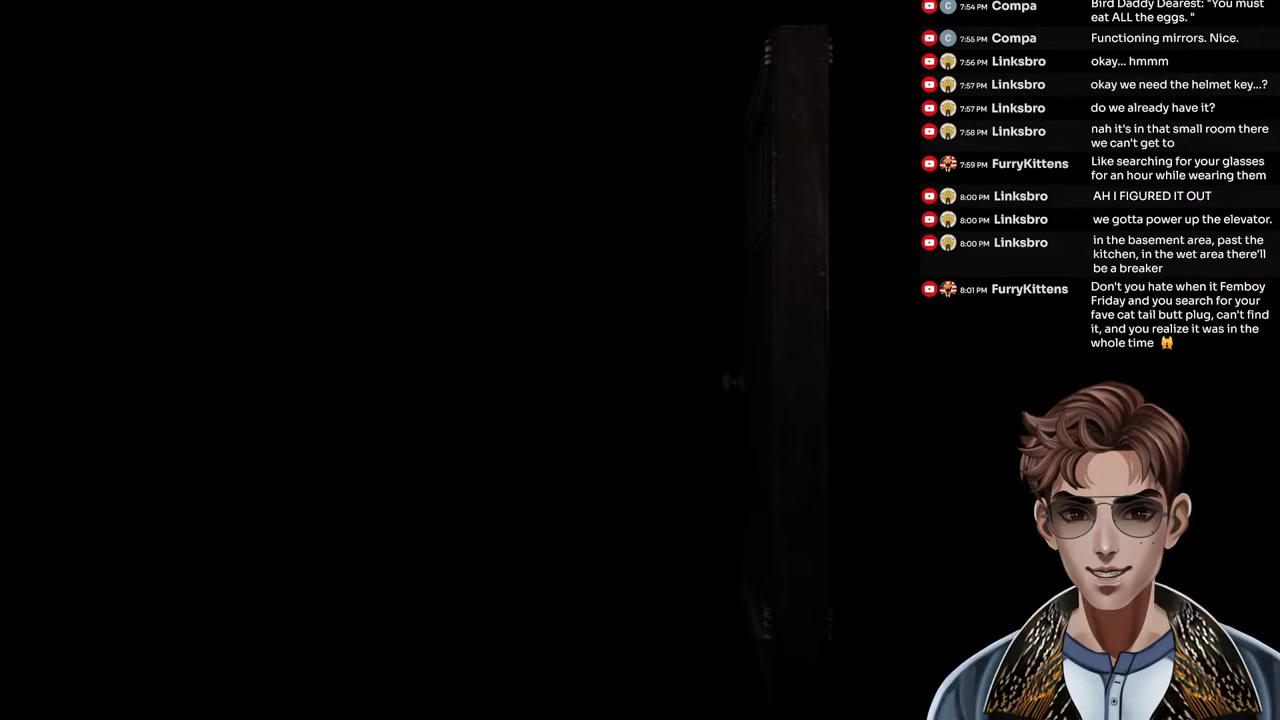 Bird Daddy Dearest: "You must
7:54 PM Compa
eat ALL the eggs. "
7:55 PM Compa Functioning mirrors. Nice.
7:56 PM Linksbro okay... hmmm
7:57 PM Linksbro okay we need the helmet key...?
7:57 PM Linksbro do we already have it?
7:58 PM Linksbro nah it's in that small room there
we can't get to
7:59 PM FurryKittens Like searching for your glasses
for an hour while wearing them
8:00 PM Linksbro AH I FIGURED IT OUT
8:00 PM Linksbro we gotta power up the elevator.
8:00 PM Linksbro in the basement area, past the
kitchen, in the wet area there'll
be a breaker
8:01 PM FurryKittens Don't you hate when it Femboy
Friday and you search for your
fave cat tail butt plug, can't find
it, and you realize it was in the
whole time